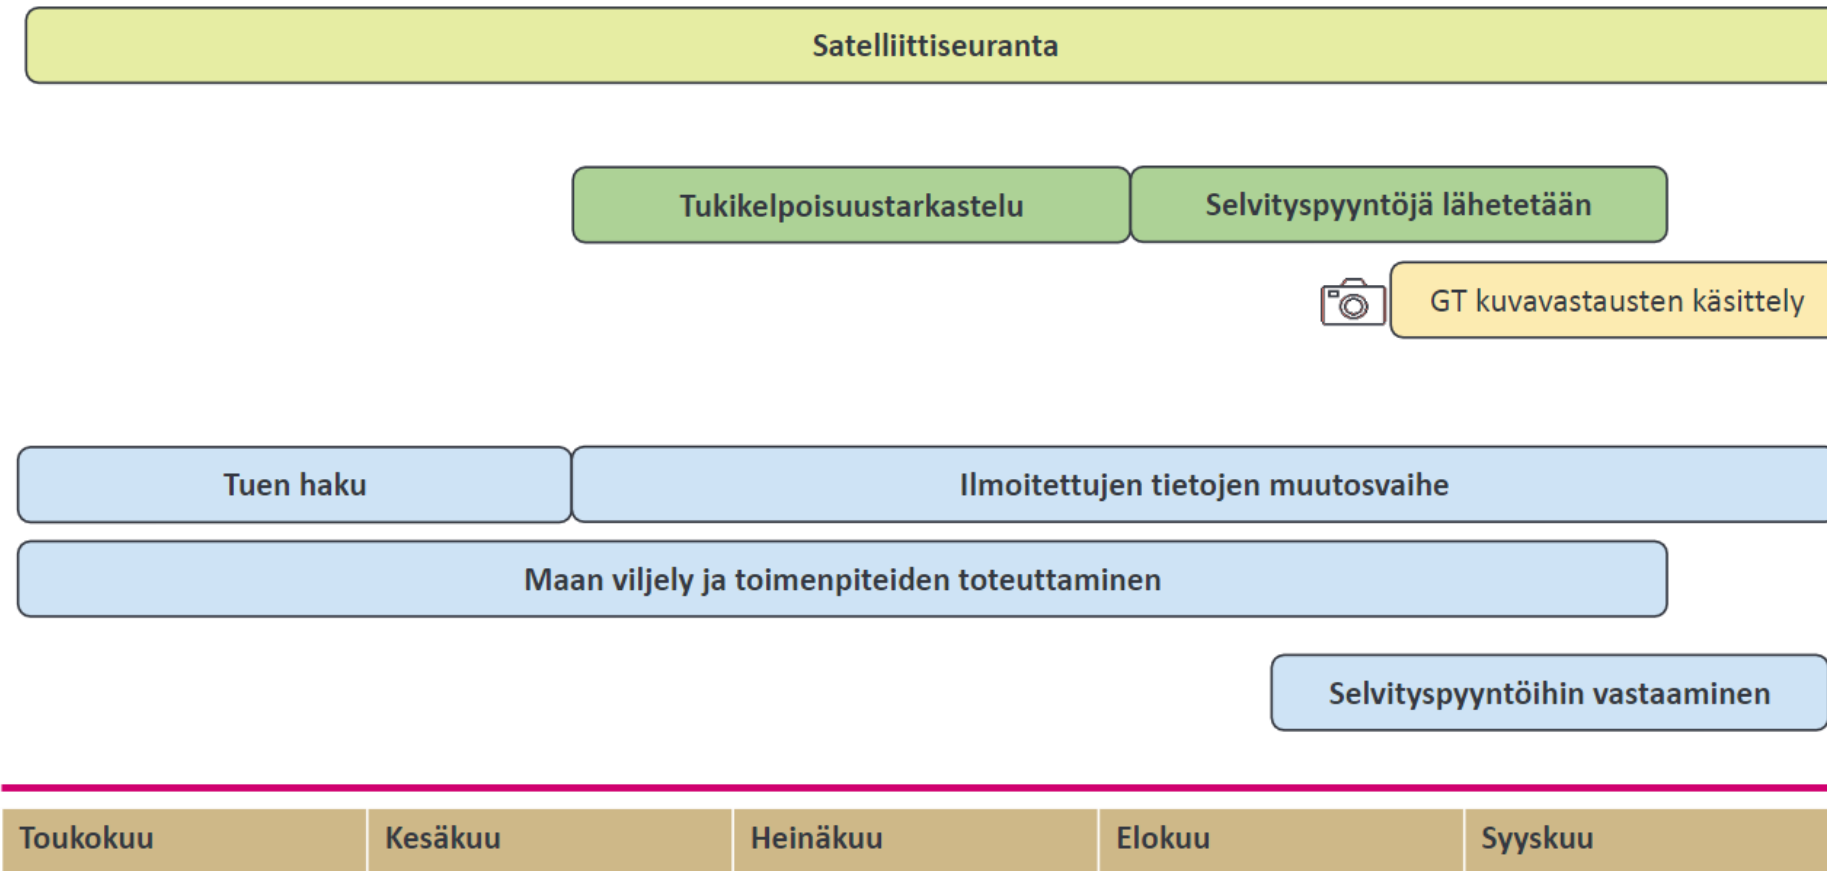 Satelliittiseuranta
Tukikelpoisuustarkastelu
Selvityspyyntöjä lähetetään
GT kuvavastausten käsittely
Tuen haku
Ilmoitettujen tietojen muutosvaihe
Maan viljely ja toimenpiteiden toteuttaminen
Selvityspyyntöihin vastaaminen
Toukokuu
Kesäkuu
Heinäkuu
Elokuu
Syyskuu